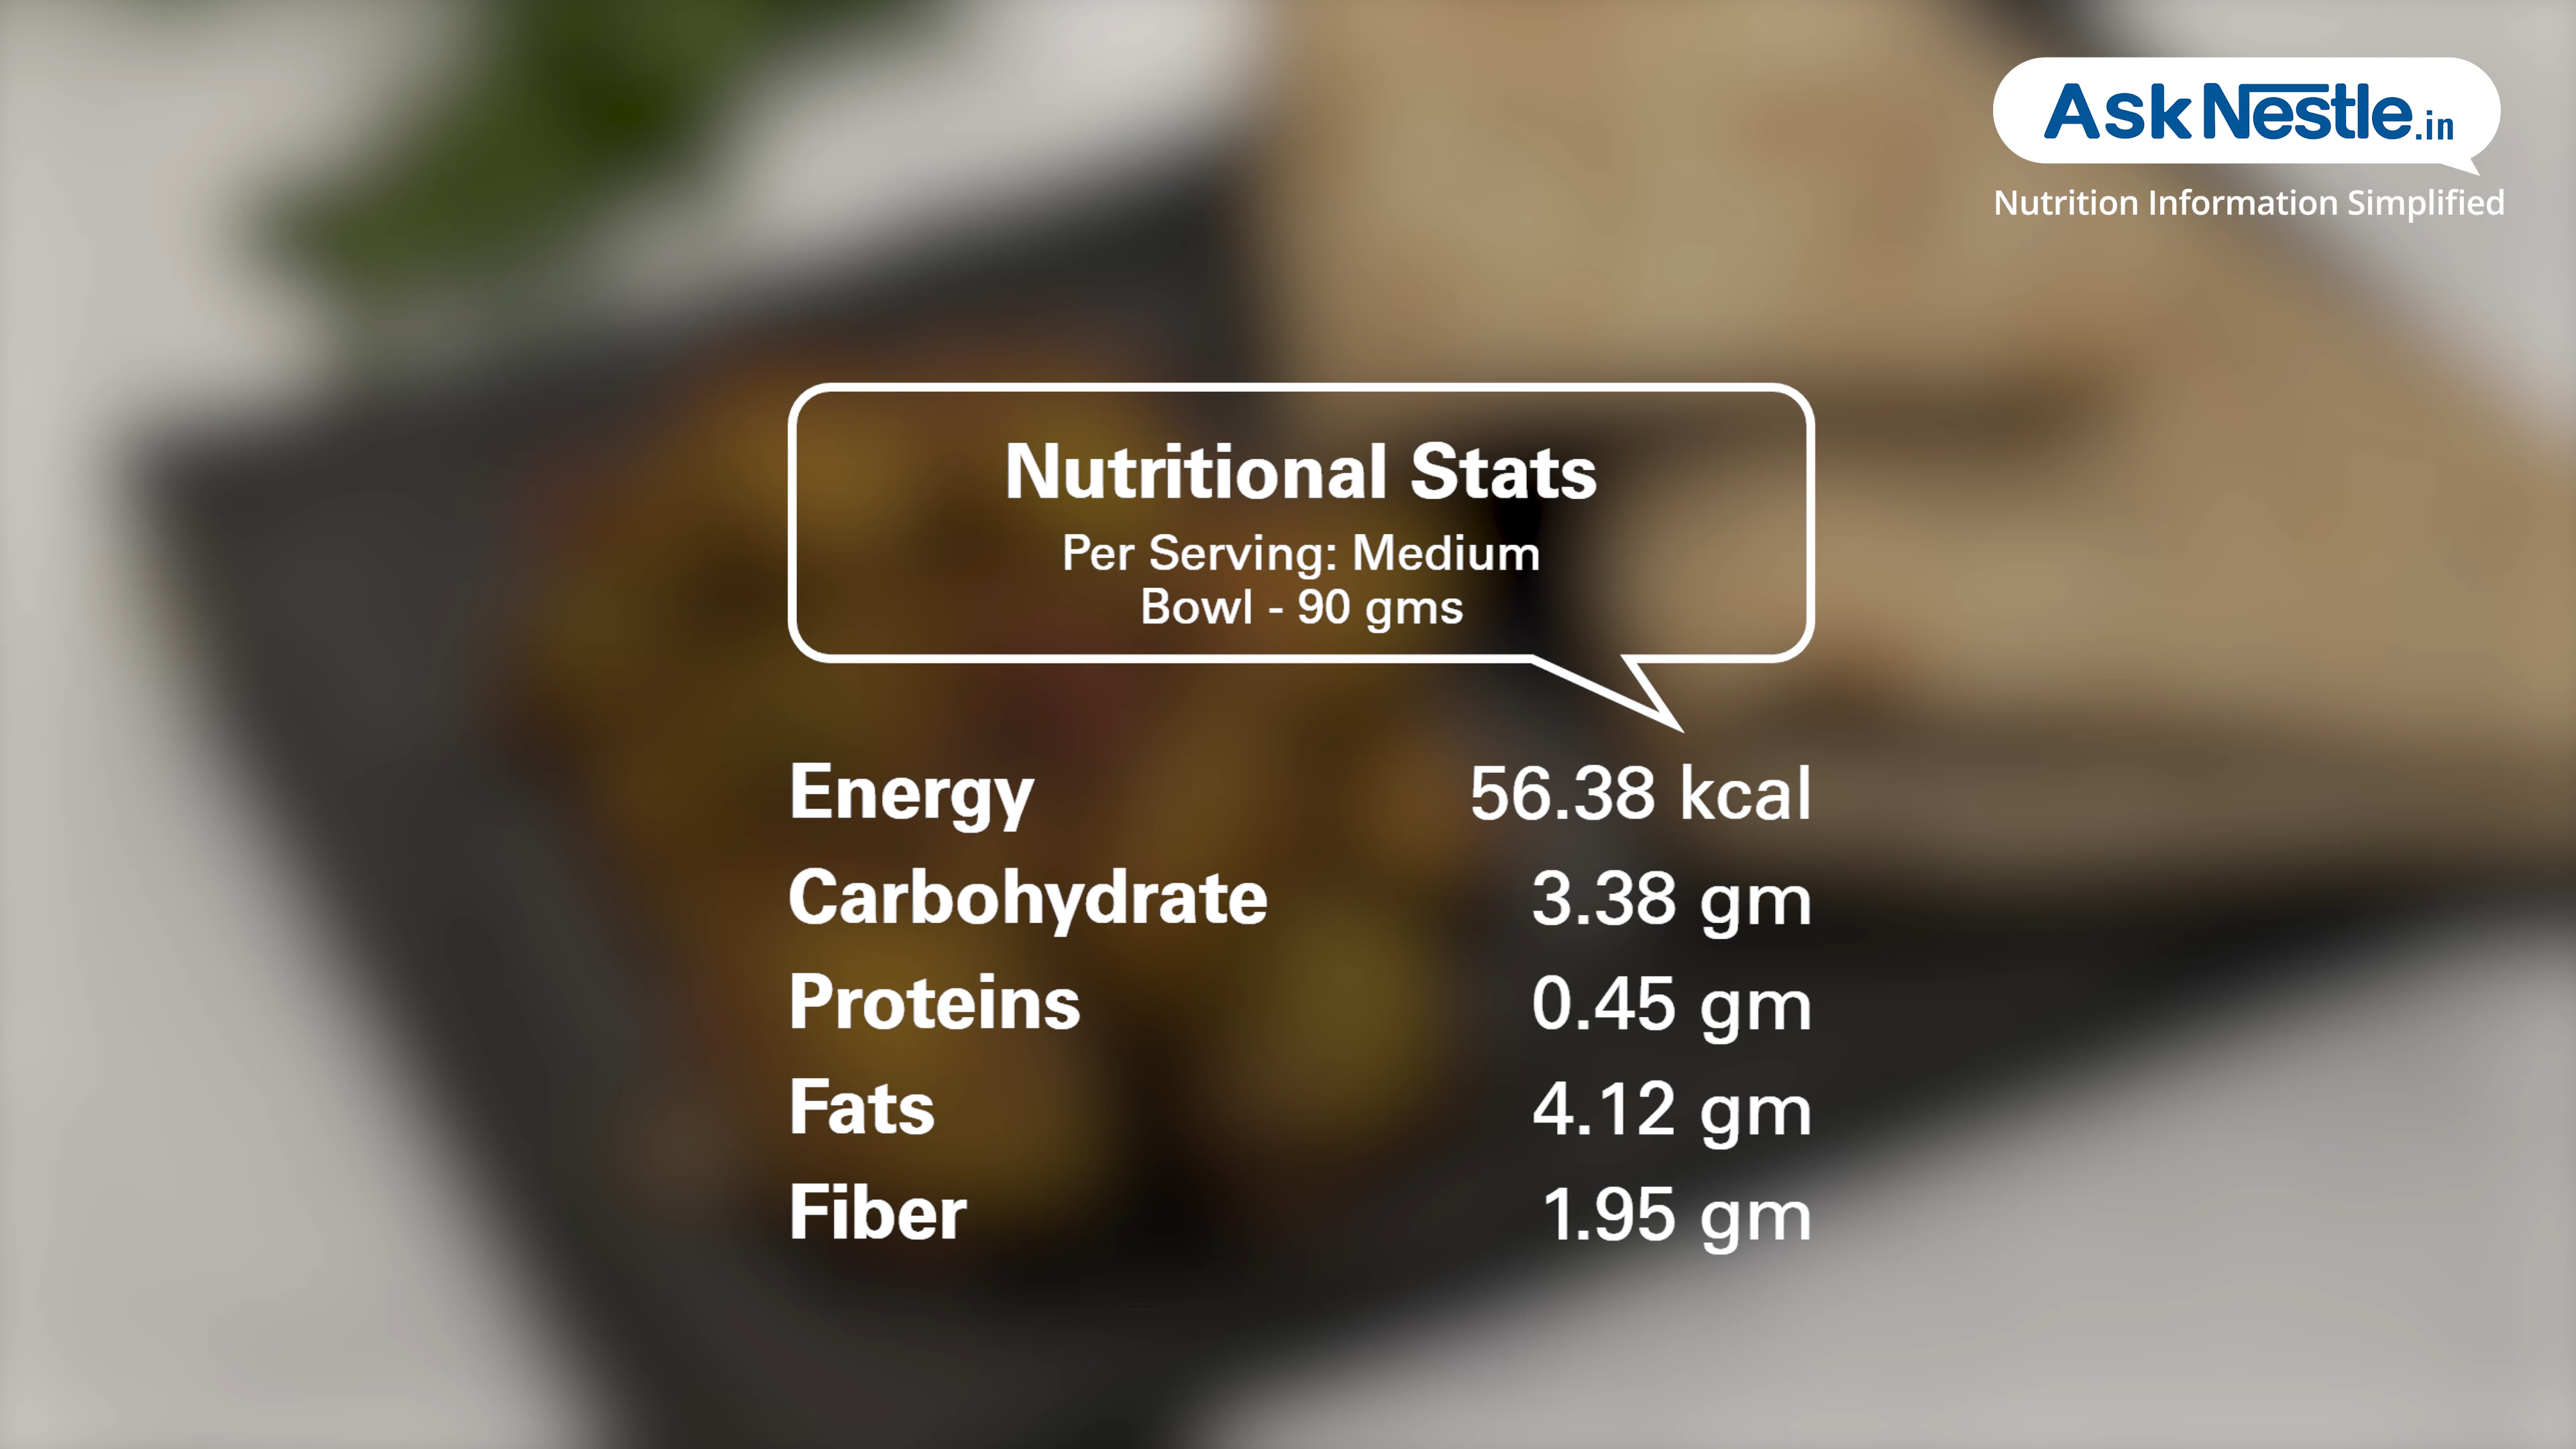 AskNestle.in
Nutrition Information Simplified
Nutritional Stats
Per Serving: Medium
Bowl - 90 gms
Energy 56.38 kcal
Carbohydrate 3.38 gm
Proteins 0.45 gm
Fats 4.12 gm
Fiber 1.95 gm